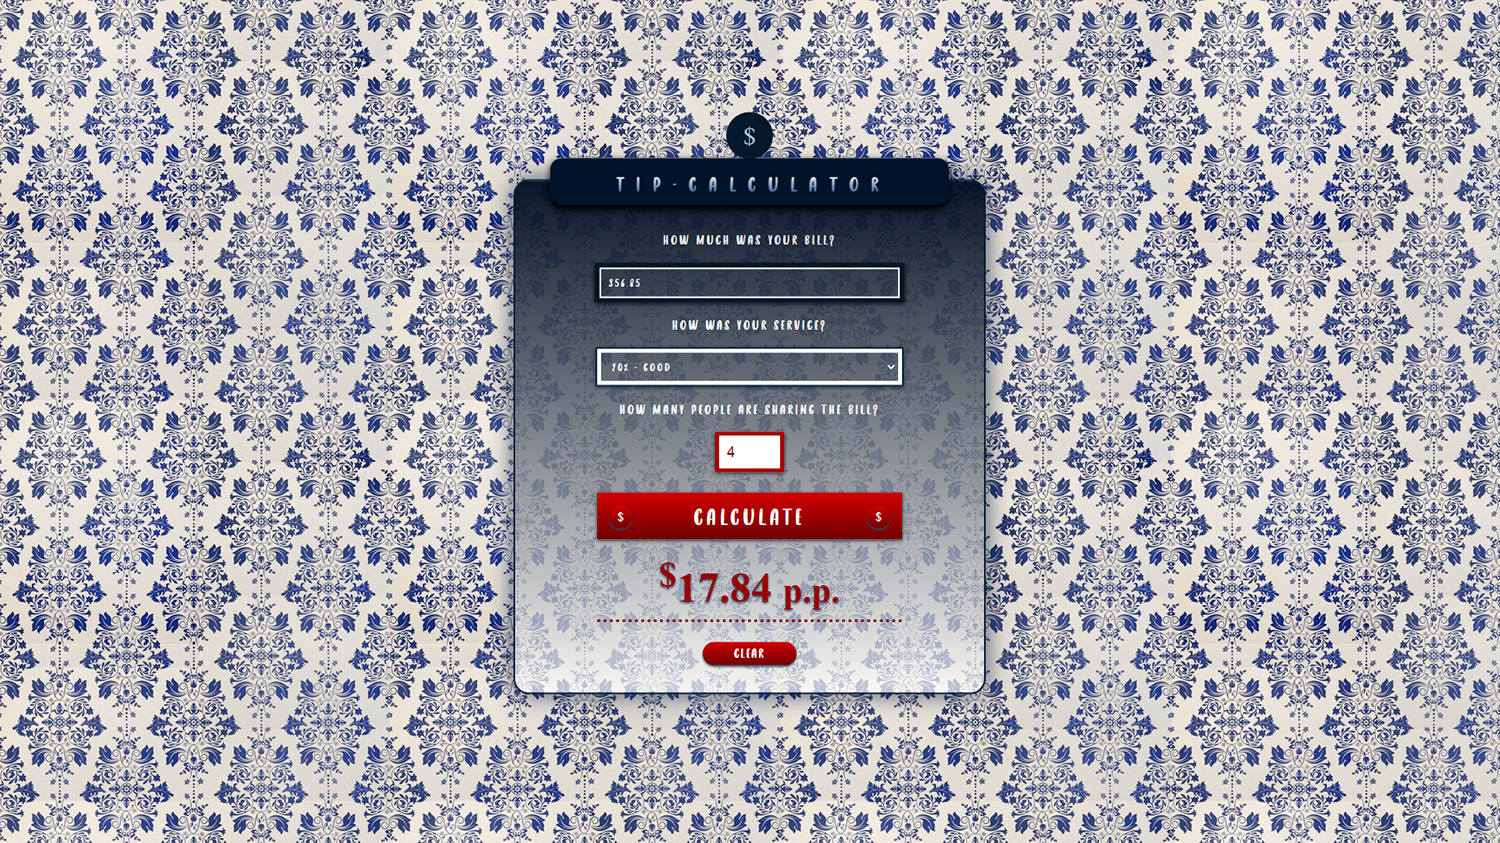 $
TIP-CALCULATOR
HOW MUCH WAS YOUR BILL?
$56.85
HOW WAS YOUR SERVICE?
20% - GOOD
HOW MANY PEOPLE ARE SHARING THE BILL?
4
$ CALCULATE $
$17.84 p.p.
CLEAR